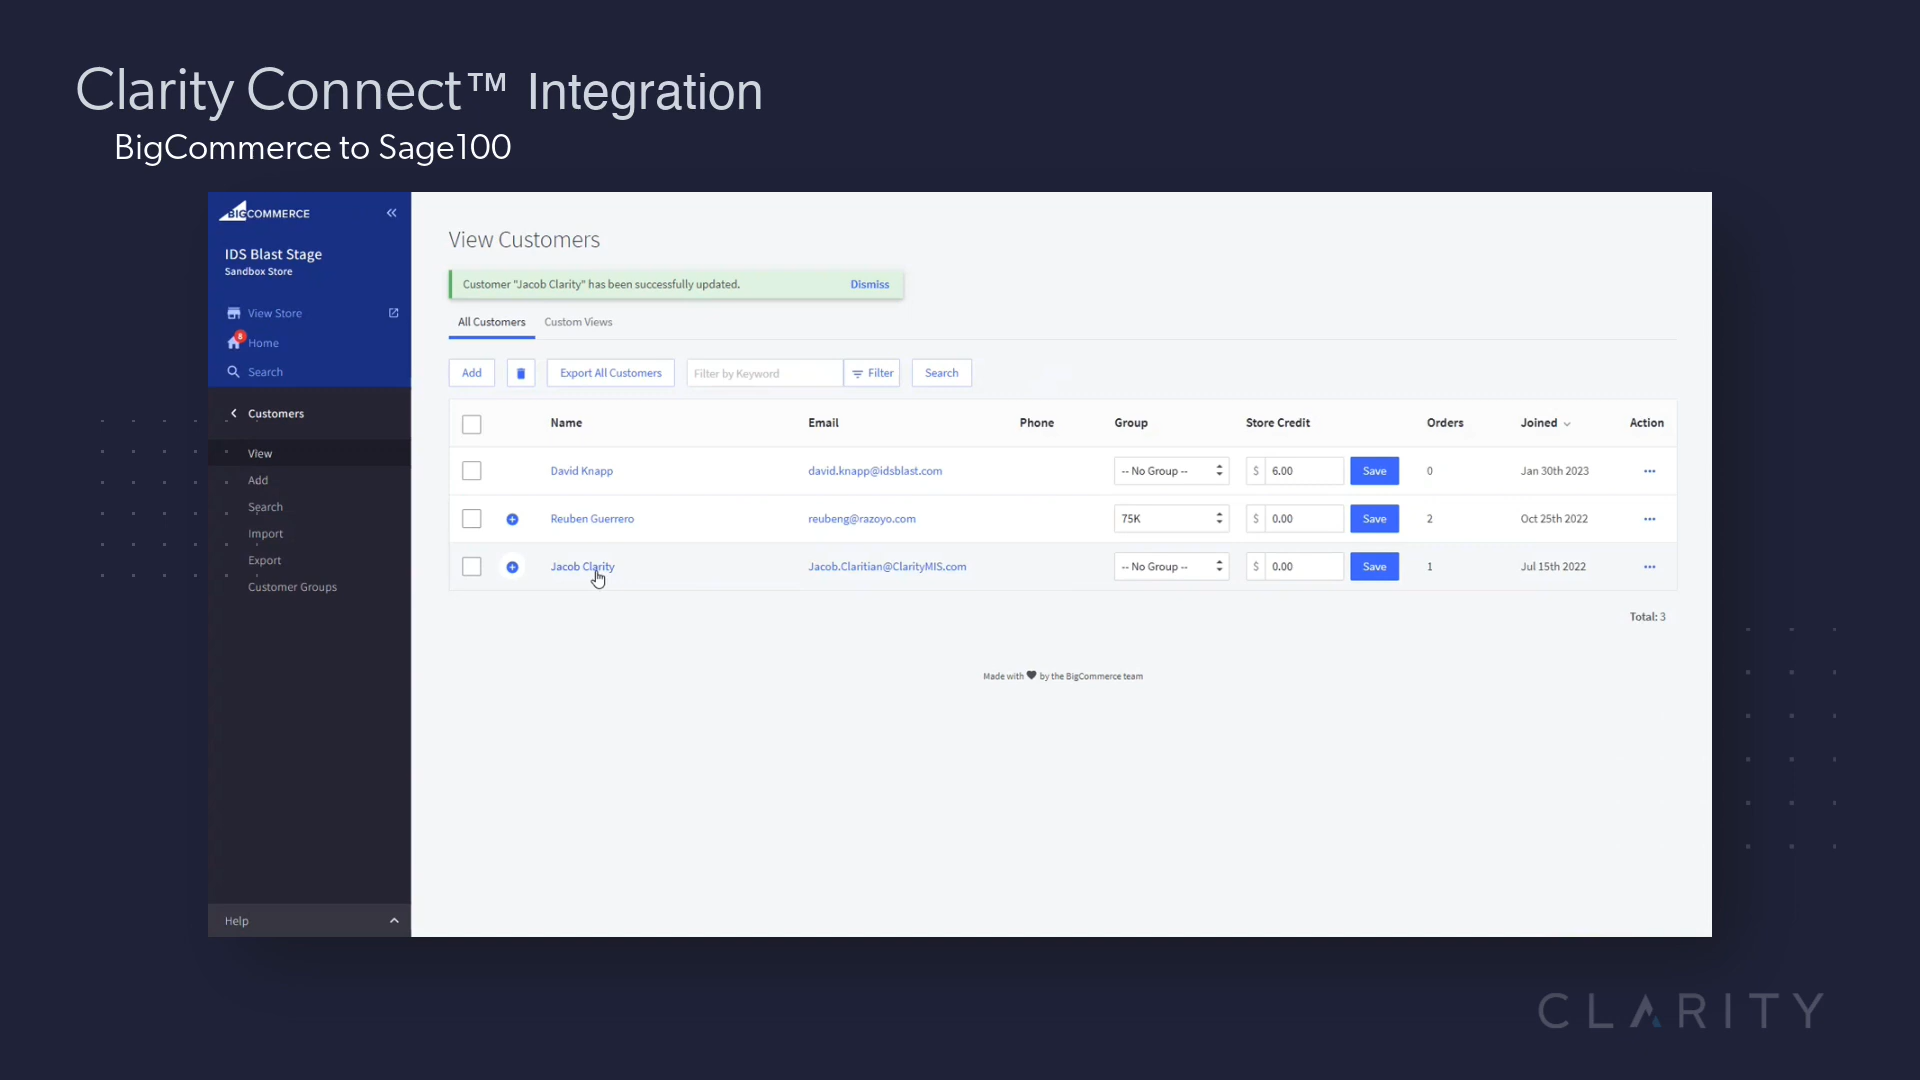 Clarity Connect™ Integration
BigCommerce to Sage100
BIGCOMMERCE
IDS Blast Stage
Sandbox Store
View Store
8
Home
Search
Customers
View
Add
Search
Import
Export
Customer Groups
Help
View Customers
Customer "Jacob Clarity" has been successfully updated. Dismiss
All Customers Custom Views
Add Export All Customers Filter by Keyword Filter Search
Name Email Phone Group Store Credit Orders Joined Action
David Knapp david.knapp@idsblast.com -- No Group -- $ 6.00 Save 0 Jan 30th 2023 ...
Reuben Guerrero reubeng@razoyo.com 75K $ 0.00 Save 2 Oct 25th 2022 ...
Jacob Clarity Jacob.Claritian@ClarityMIS.com -- No Group -- $ 0.00 Save 1 Jul 15th 2022 ...
Total: 3
Made with ♥ by the BigCommerce team
CLARITY